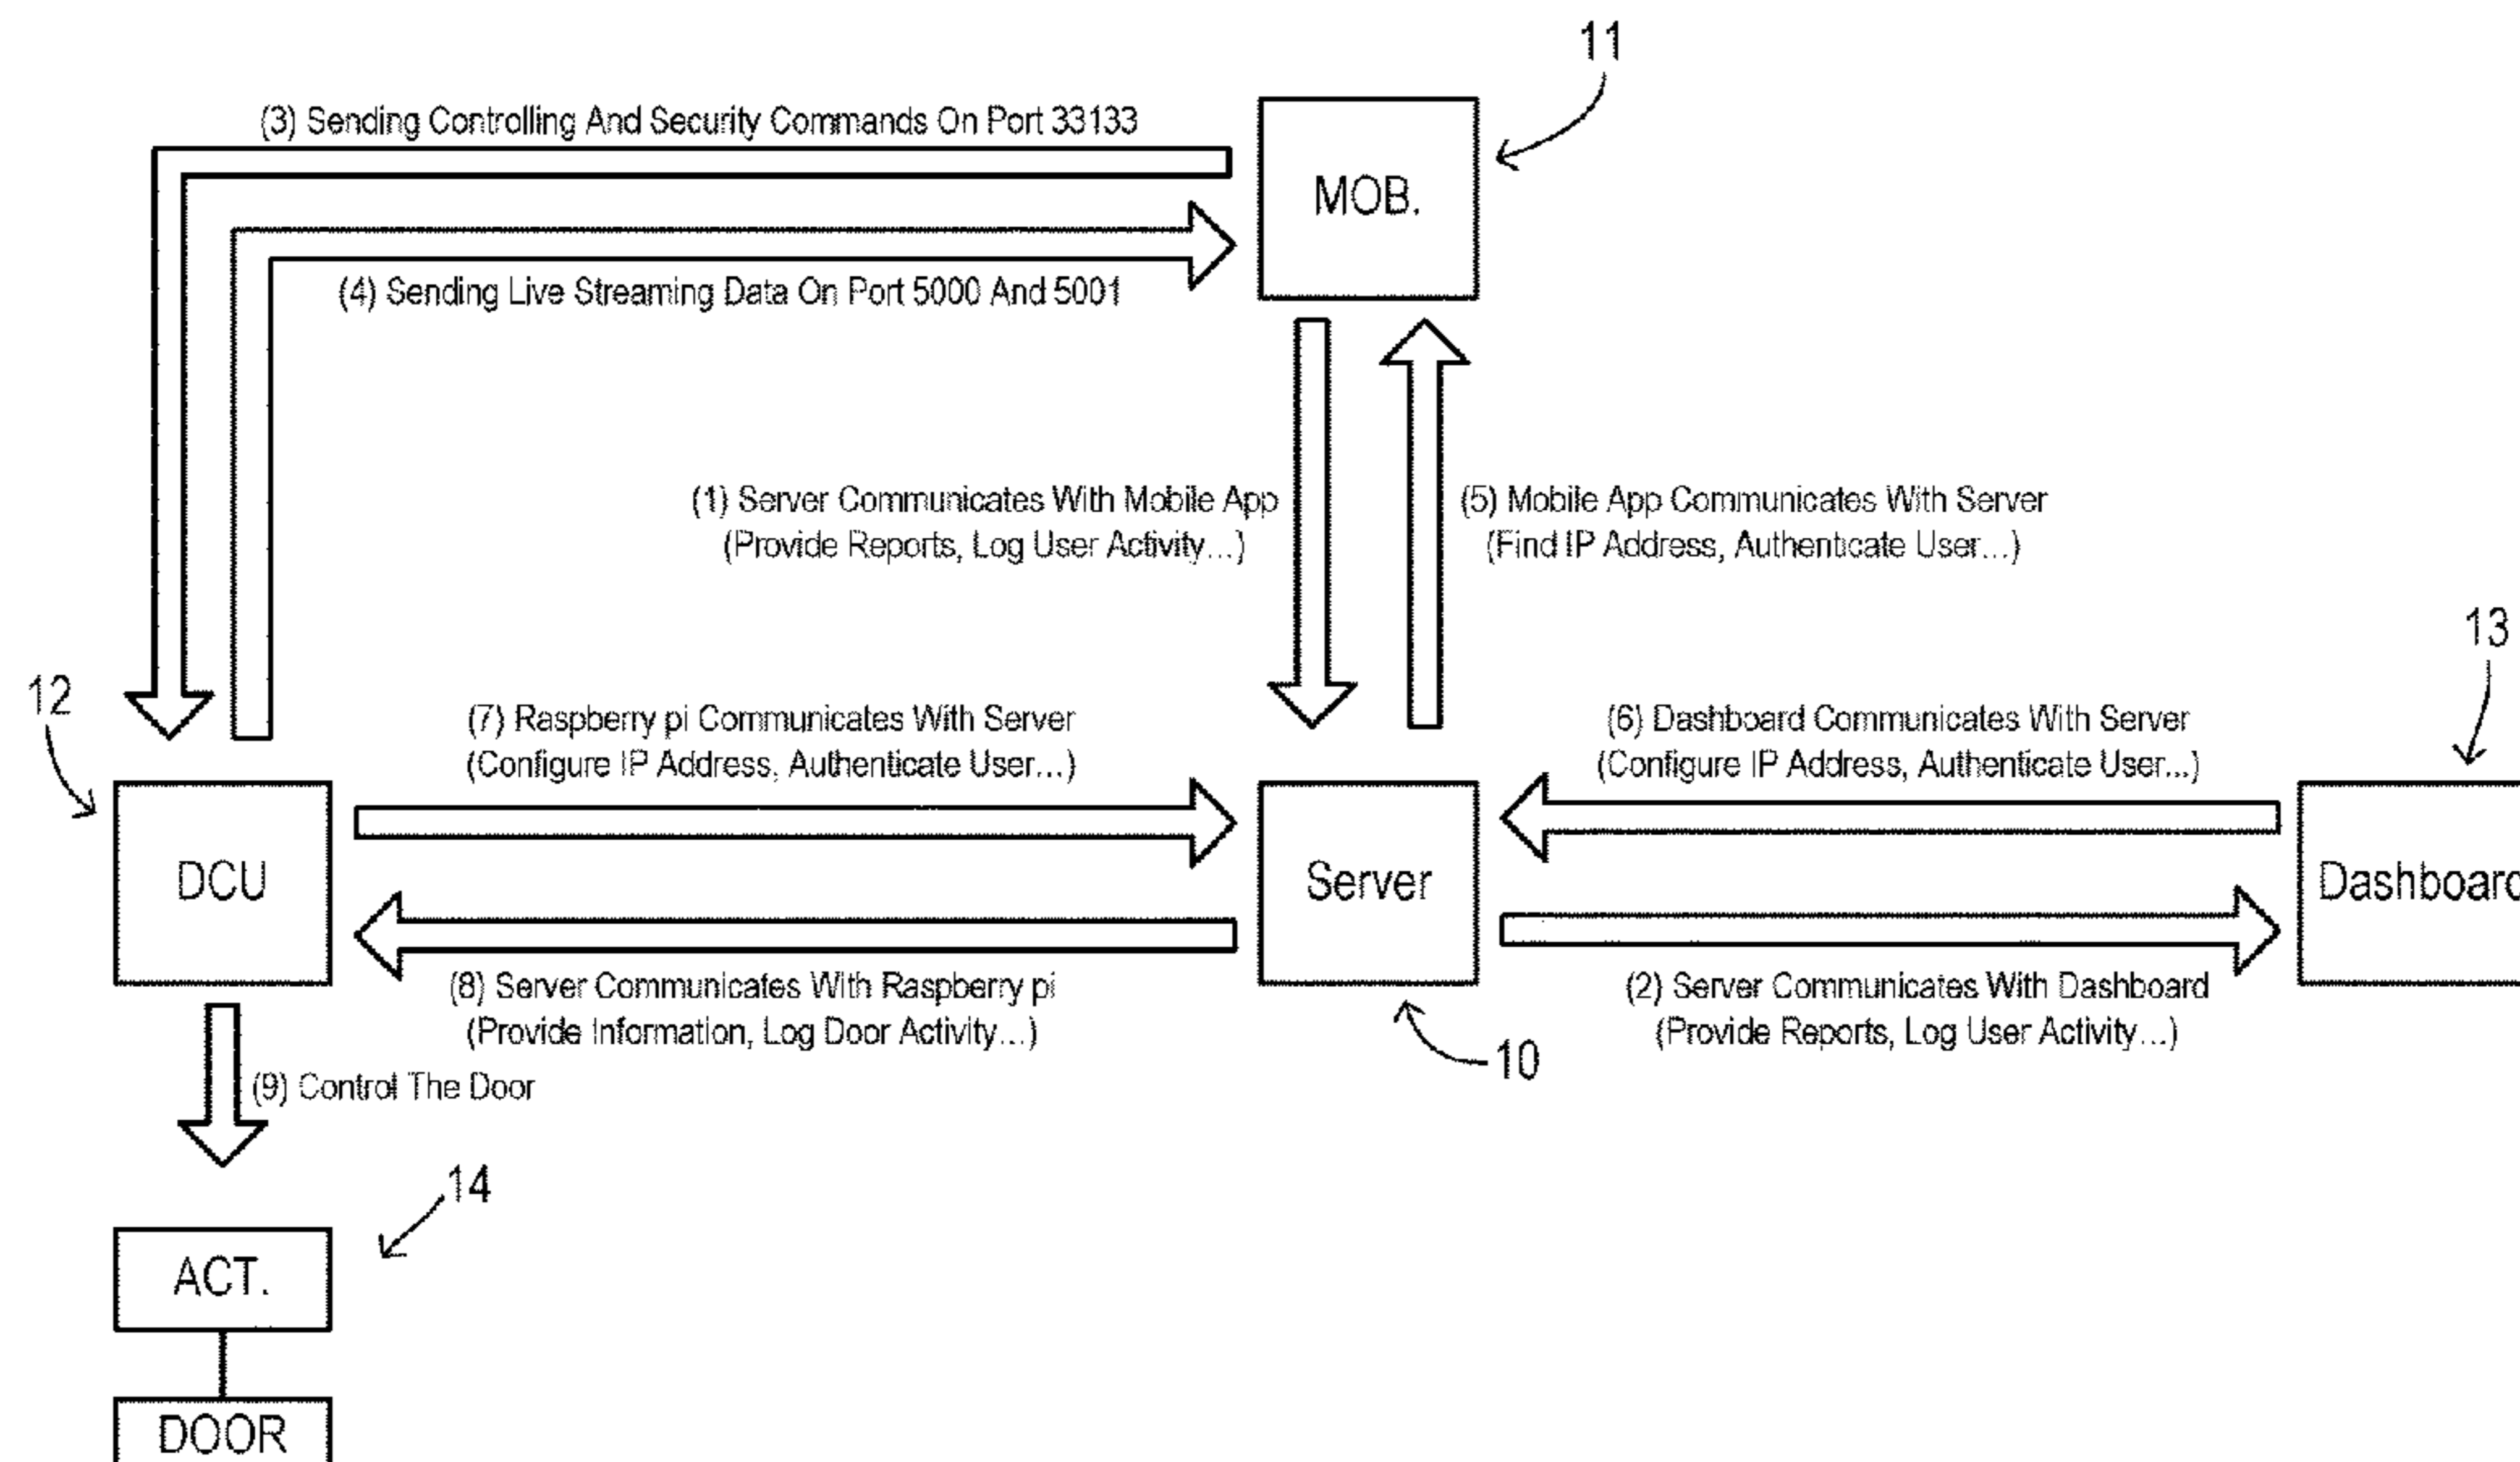 11
(3) Sending Controlling And Security Commands On Port 33133
MOB.
(4) Sending Live Streaming Data On Port 5000 And 5001
(1) Server Communicates With Mobile App
(Provide Reports, Log User Activity...)
(5) Mobile App Communicates With Server
(Find IP Address, Authenticate User...)
13
12
(7) Raspberry pi Communicates With Server
(Configure IP Address, Authenticate User...)
(6) Dashboard Communicates With Server
(Configure IP Address, Authenticate User...)
DCU
Server
Dashboard
(8) Server Communicates With Raspberry pi
(Provide Information, Log Door Activity...)
(2) Server Communicates With Dashboard
(Provide Reports, Log User Activity...)
10
(9) Control The Door
14
ACT.
DOOR